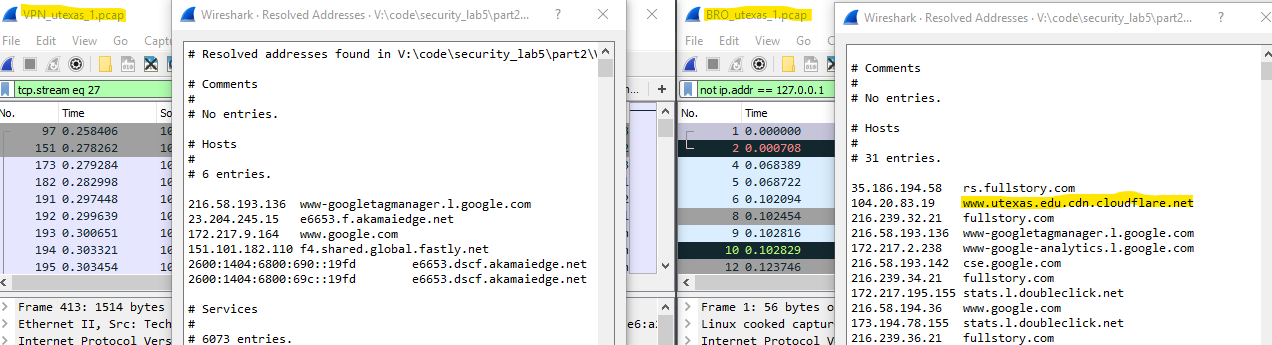 VPN_utexas_1.pcap
File Edit View Go Captu
tcp.stream eq 27
No. Time So
97 0.258406 10
151 0.278262 10
173 0.279284 10
182 0.282998 10
191 0.297448 10
192 0.299639 10
193 0.300651 10
194 0.303321 10
195 0.303454 10
Frame 413: 1514 bytes
Ethernet II, Src: Tech
Internet Protocol Vers
Wireshark · Resolved Addresses · V:\code\security_lab5\part2...
# Resolved addresses found in V:\code\security_lab5\part2\V
# Comments
#
# No entries.
# Hosts
#
# 6 entries.
216.58.193.136 www-googletagmanager.l.google.com
23.204.245.15 e6653.f.akamaiedge.net
172.217.9.164 www.google.com
151.101.182.110 f4.shared.global.fastly.net
2600:1404:6800:690::19fd e6653.dscf.akamaiedge.net
2600:1404:6800:69c::19fd e6653.dscf.akamaiedge.net
# Services
#
# 6073 entries.
n...
+
e6:a2
BRO_utexas_1.pcap
File Edit View Go
not ip.addr == 127.0.0.1
No. Time
1 0.000000
2 0.000708
4 0.068389
5 0.068722
6 0.102094
8 0.102454
9 0.102816
10 0.102829
12 0.123746
Frame 1: 56 bytes o
Linux cooked captur
Internet Protocol V
Wireshark · Resolved Addresses · V:\code\security_lab5\part2...
# Comments
#
# No entries.
# Hosts
#
# 31 entries.
35.186.194.58 rs.fullstory.com
104.20.83.19 www.utexas.edu.cdn.cloudflare.net
216.239.32.21 fullstory.com
216.58.193.136 www-googletagmanager.l.google.com
172.217.2.238 www-google-analytics.l.google.com
216.58.193.142 cse.google.com
216.239.34.21 fullstory.com
172.217.195.155 stats.l.doubleclick.net
216.58.194.36 www.google.com
173.194.78.155 stats.l.doubleclick.net
216.239.36.21 fullstory.com